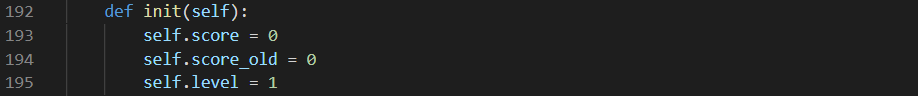 192 def init(self):
193 self.score = 0
194 self.score_old = 0
195 self.level = 1